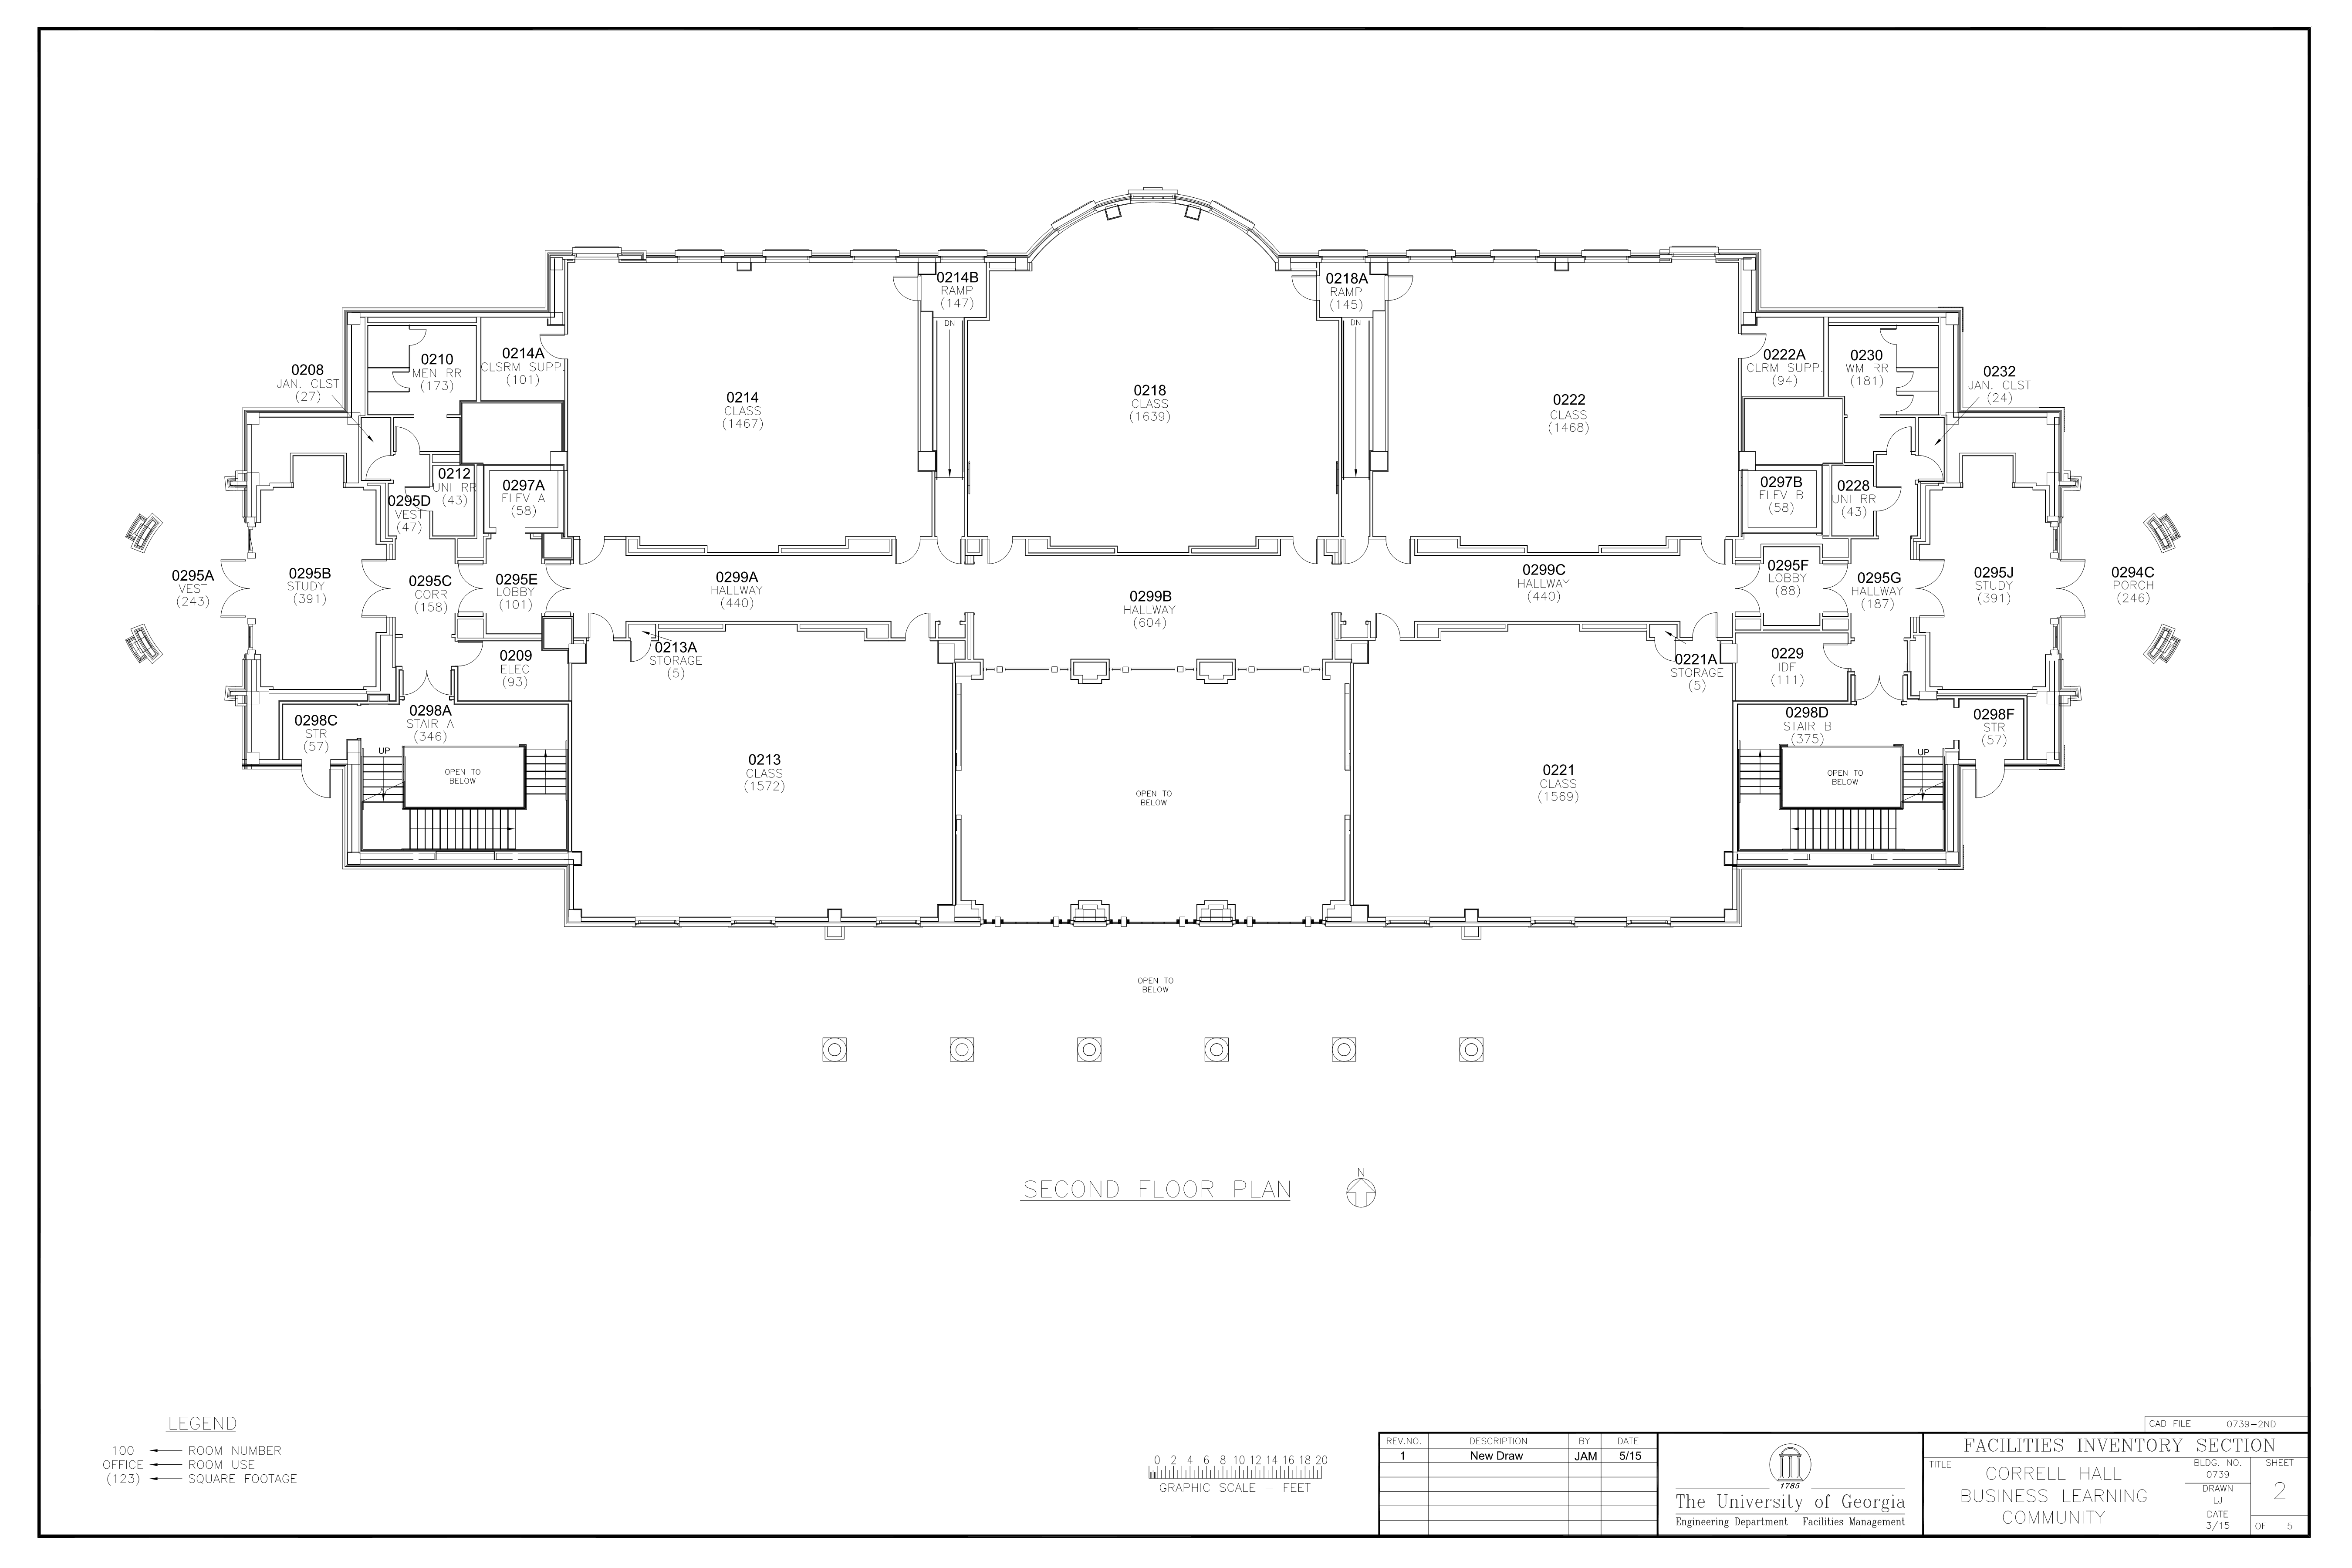 0214B
RAMP
(147)
DN
0218A
RAMP
(145)
DN
0208
JAN. CLST
(27)
0210
MEN RR
(173)
0214A
CLSRM SUPP.
(101)
0214
CLASS
(1467)
0218
CLASS
(1639)
0222
CLASS
(1468)
0222A
CLRM SUPP.
(94)
0230
WM RR
(181)
0232
JAN. CLST
(24)
0212
UNI RR
(43)
0295D
VEST
(47)
0297A
ELEV A
(58)
0297B
ELEV B
(58)
0228
UNI RR
(43)
0295A
VEST
(243)
0295B
STUDY
(391)
0295C
CORR
(158)
0295E
LOBBY
(101)
0299A
HALLWAY
(440)
0299B
HALLWAY
(604)
0299C
HALLWAY
(440)
0295F
LOBBY
(88)
0295G
HALLWAY
(187)
0295J
STUDY
(391)
0294C
PORCH
(246)
0209
ELEC
(93)
0213A
STORAGE
(5)
0221A
STORAGE
(5)
0229
IDF
(111)
0298C
STR
(57)
0298A
STAIR A
(346)
UP
OPEN TO
BELOW
0213
CLASS
(1572)
OPEN TO
BELOW
0221
CLASS
(1569)
0298D
STAIR B
(375)
UP
OPEN TO
BELOW
0298F
STR
(57)
OPEN TO
BELOW
SECOND FLOOR PLAN
N
LEGEND
100 ROOM NUMBER
OFFICE ROOM USE
(123) SQUARE FOOTAGE
0 2 4 6 8 10 12 14 16 18 20
GRAPHIC SCALE - FEET
REV.NO. DESCRIPTION BY DATE
1 New Draw JAM 5/15
1785
The University of Georgia
Engineering Department Facilities Management
CAD FILE 0739-2ND
FACILITIES INVENTORY SECTION
TITLE
CORRELL HALL
BUSINESS LEARNING
COMMUNITY
BLDG. NO.
0739
DRAWN
LJ
DATE
3/15
SHEET
2
OF 5